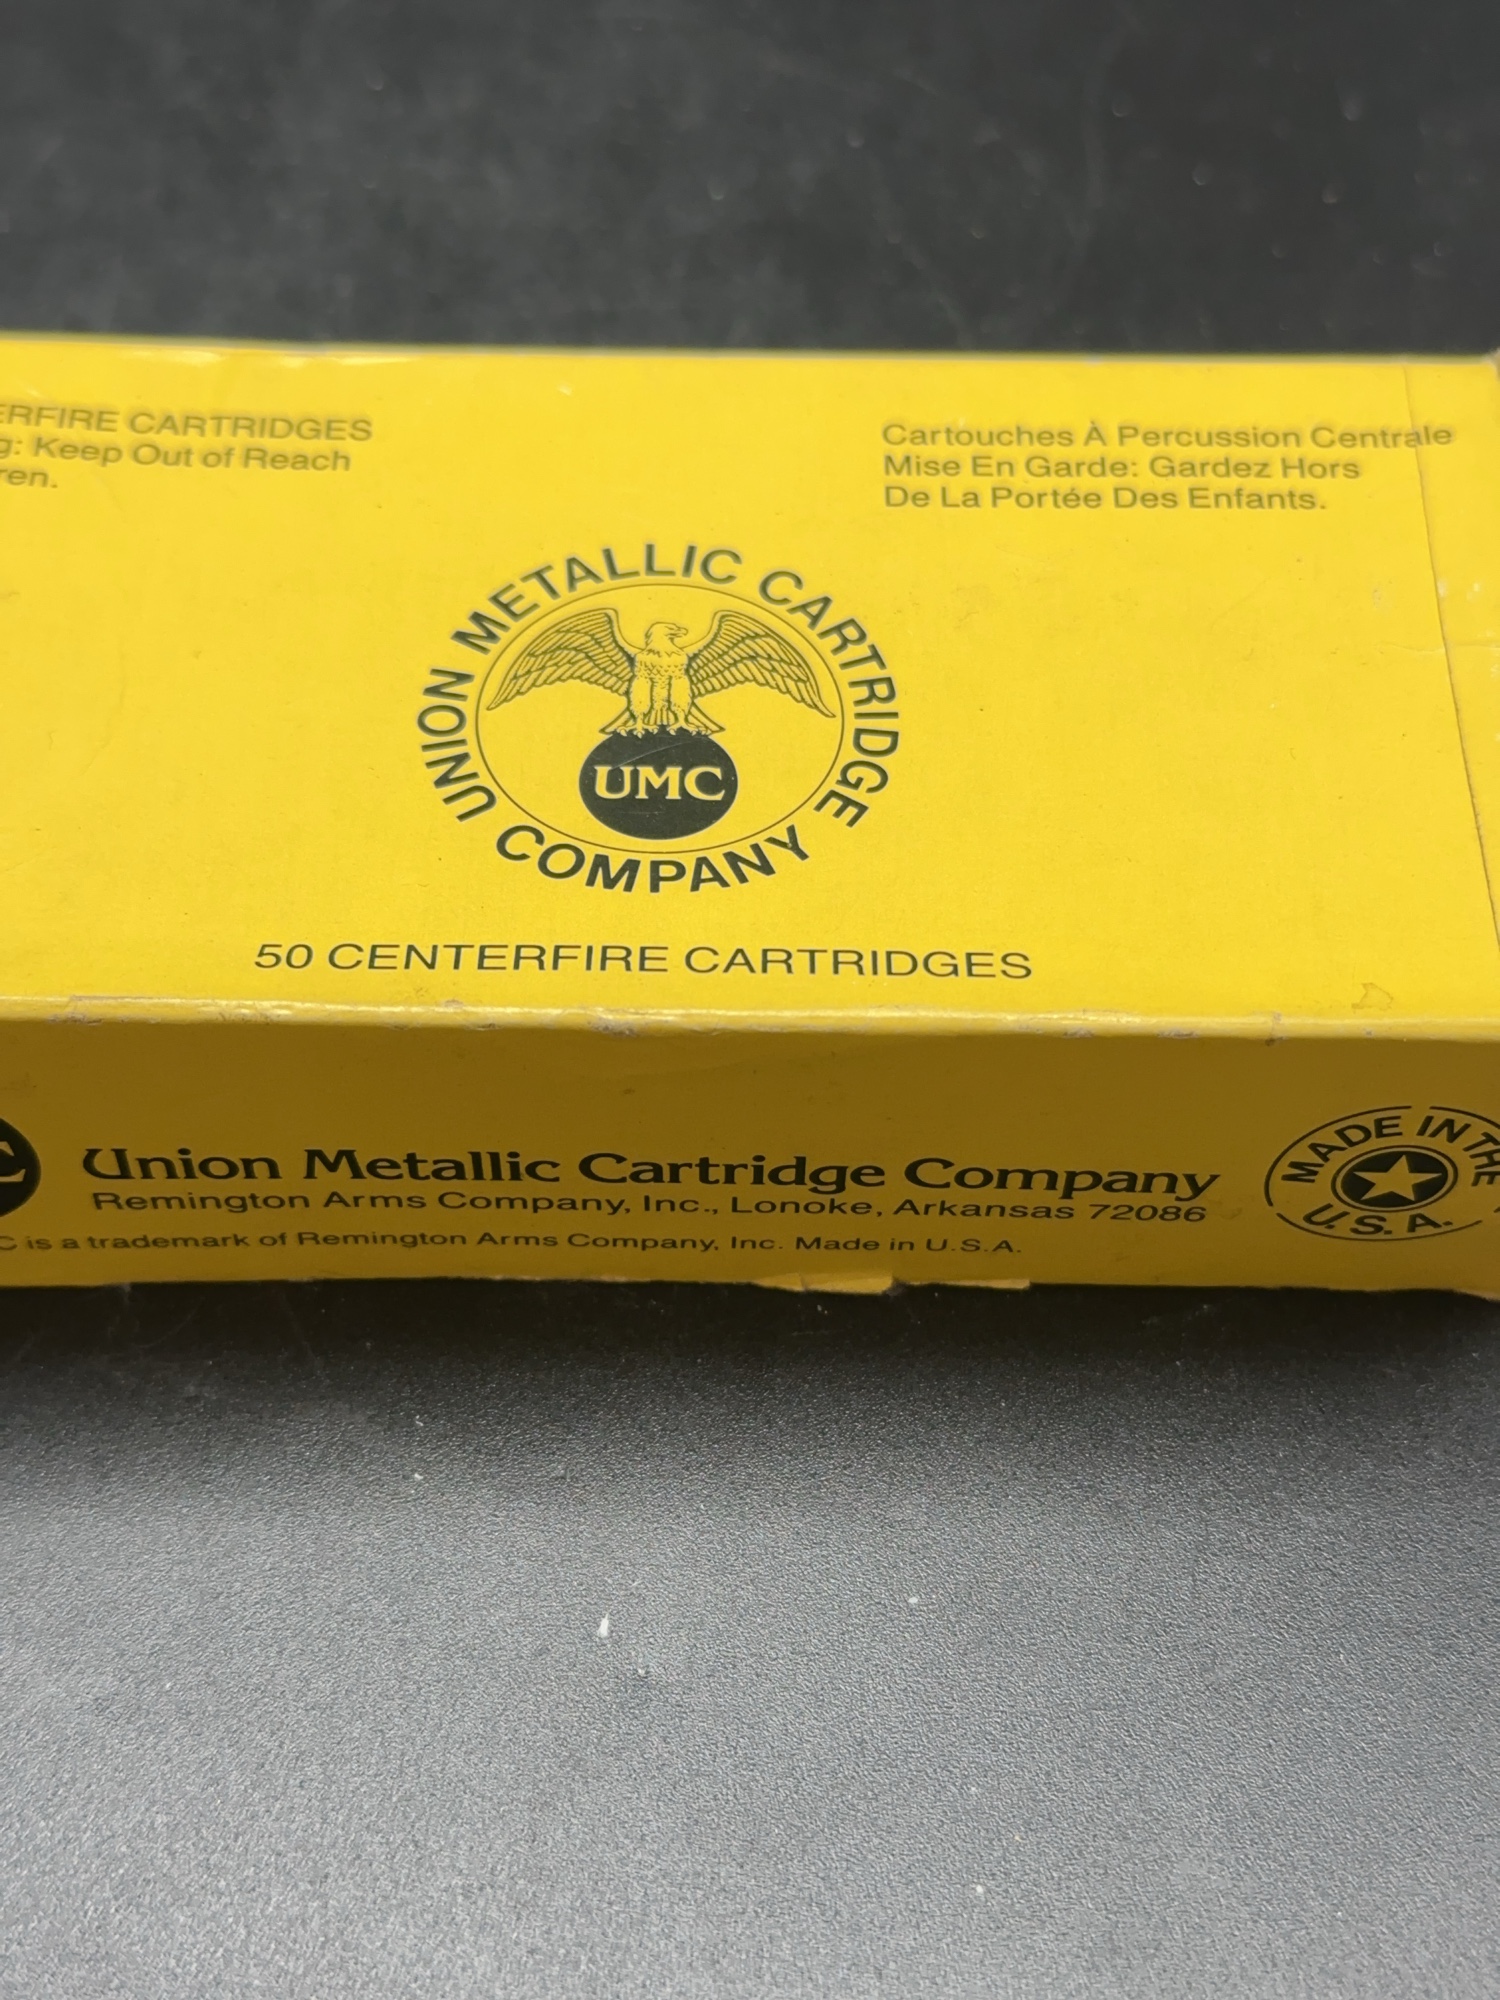 CARTRIDGES
Keep Out of Reach
Cartouches À Percussion Centrale
Mise En Garde: Gardez Hors
De La Portée Des Enfants.
UNION METALLIC CARTRIDGE COMPANY
UMC
50 CENTERFIRE CARTRIDGES
Union Metallic Cartridge Company
Remington Arms Company, Inc., Lonoke, Arkansas 72086
is a trademark of Remington Arms Company, Inc. Made in U.S.A.
MADE IN THE U.S.A.